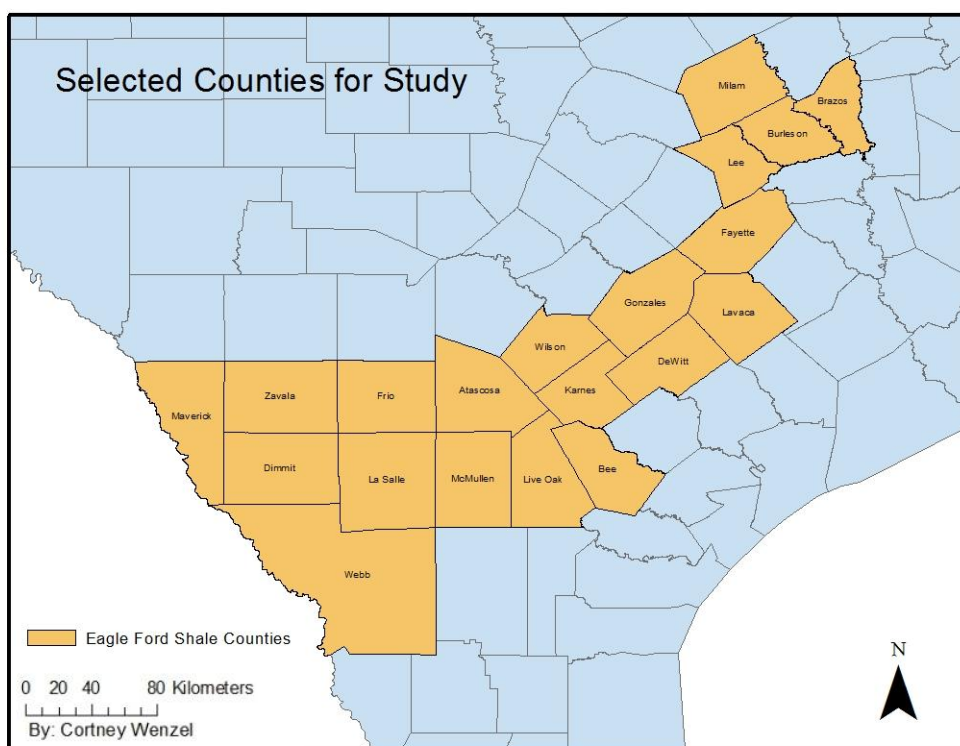 Selected Counties for Study
Milam
Brazos
Burleson
Lee
Fayette
Gonzales
Lavaca
Wilson
DeWitt
Karnes
Atascosa
Zavala
Frio
Maverick
Dimmit
La Salle
McMullen
Live Oak
Bee
Webb
Eagle Ford Shale Counties
0 20 40 80 Kilometers
By: Cortney Wenzel
N